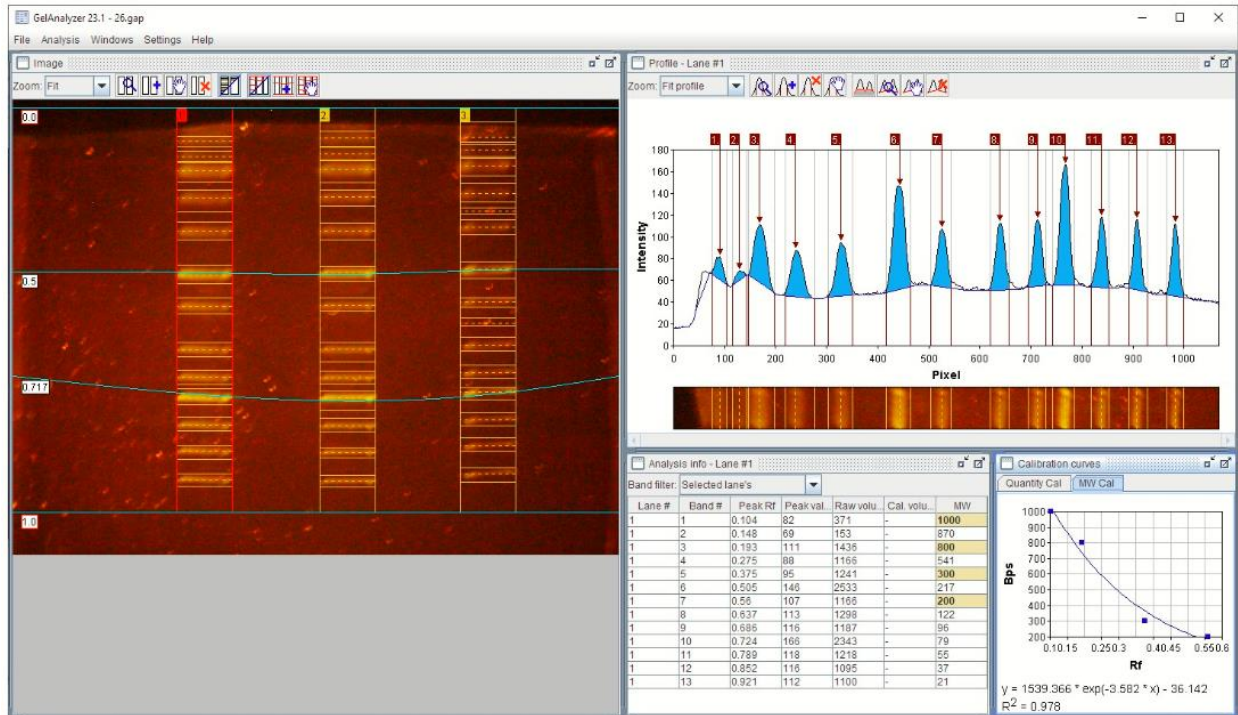 GelAnalyzer 23.1 - 26.gap
File Analysis Windows Settings Help
Image
Zoom: Fit
0.0
1 2 3
0.5
0.717
1.0
Profile - Lane #1
Zoom: Fit profile
1. 2. 3. 4. 5. 6. 7. 8. 9. 10. 11. 12. 13.
180
160
140
120
100
80
60
40
20
0
Intensity
0 100 200 300 400 500 600 700 800 900 1000
Pixel
Analysis info - Lane #1
Band filter: Selected lane's
Lane # Band # Peak Rf Peak val... Raw volu... Cal. volu... MW
1 1 0.104 82 371 - 1000
1 2 0.148 69 153 - 870
1 3 0.193 111 1436 - 800
1 4 0.275 88 1166 - 541
1 5 0.375 95 1241 - 300
1 6 0.505 146 2533 - 217
1 7 0.56 107 1166 - 200
1 8 0.637 113 1298 - 122
1 9 0.686 116 1187 - 96
1 10 0.724 166 2343 - 79
1 11 0.789 118 1218 - 55
1 12 0.852 116 1095 - 37
1 13 0.921 112 1100 - 21
Calibration curves
Quantity Cal MW Cal
1000
900
800
700
600
500
400
300
200
Bps
0.10.15 0.250.3 0.40.45 0.550.6
Rf
y = 1539.366 * exp(-3.582 * x) - 36.142
R² = 0.978